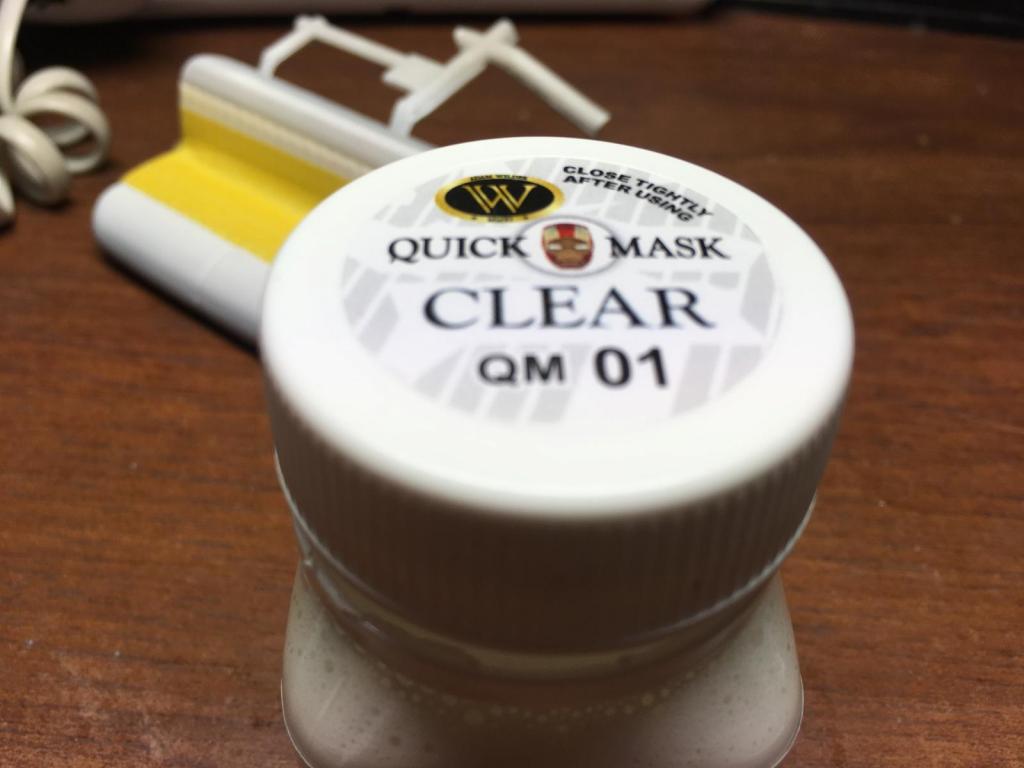 W
CLOSE TIGHTLY
AFTER USING
QUICK MASK
CLEAR
QM 01